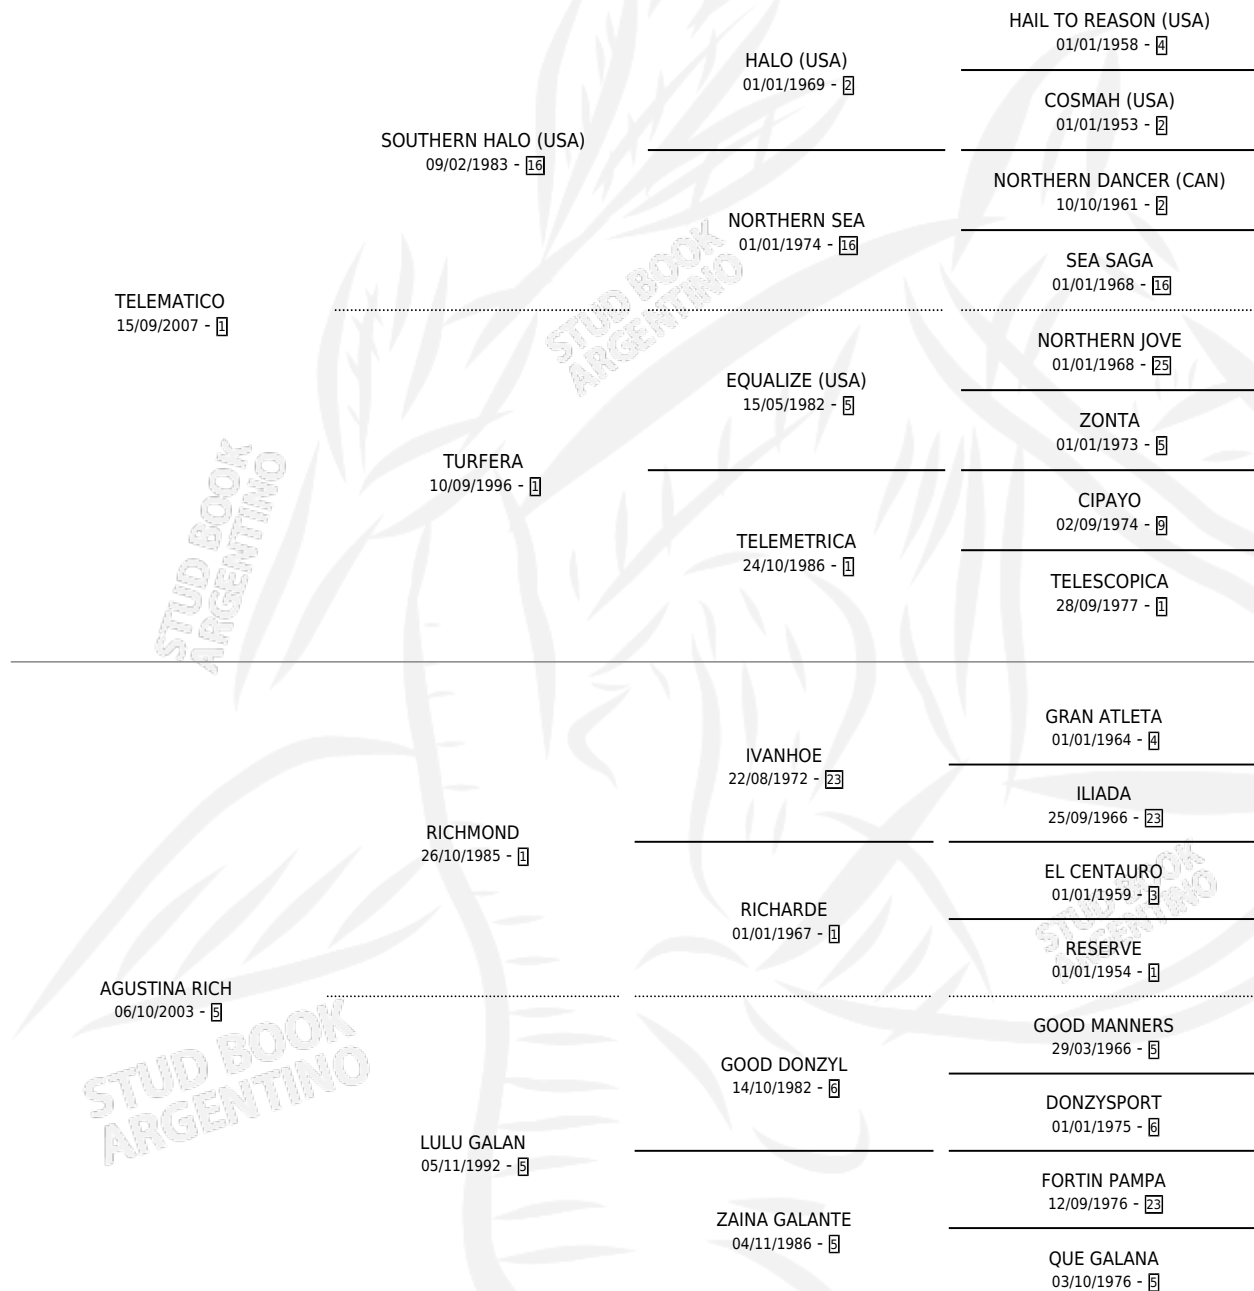 HAIL TO REASON (USA)
01/01/1958 - 4
HALO (USA)
01/01/1969 - 2
COSMAH (USA)
01/01/1953 - 2
SOUTHERN HALO (USA)
09/02/1983 - 16
NORTHERN DANCER (CAN)
10/10/1961 - 2
NORTHERN SEA
01/01/1974 - 16
SEA SAGA
01/01/1968 - 16
TELEMATICO
15/09/2007 - 1
NORTHERN JOVE
01/01/1968 - 25
EQUALIZE (USA)
15/05/1982 - 5
ZONTA
01/01/1973 - 5
TURFERA
10/09/1996 - 1
CIPAYO
02/09/1974 - 9
TELEMETRICA
24/10/1986 - 1
TELESCOPICA
28/09/1977 - 1
GRAN ATLETA
01/01/1964 - 4
IVANHOE
22/08/1972 - 23
ILIADA
25/09/1966 - 23
RICHMOND
26/10/1985 - 1
EL CENTAURO
01/01/1959 - 3
RICHARDE
01/01/1967 - 1
RESERVE
01/01/1954 - 1
AGUSTINA RICH
06/10/2003 - 5
GOOD MANNERS
29/03/1966 - 5
GOOD DONZYL
14/10/1982 - 6
DONZYSPORT
01/01/1975 - 6
LULU GALAN
05/11/1992 - 5
FORTIN PAMPA
12/09/1976 - 23
ZAINA GALANTE
04/11/1986 - 5
QUE GALANA
03/10/1976 - 5
STUD BOOK
ARGENTINO
STUD BOOK
ARGENTINO
STUD BOOK
ARGENTINO
STUD BOOK
ARGENTINO